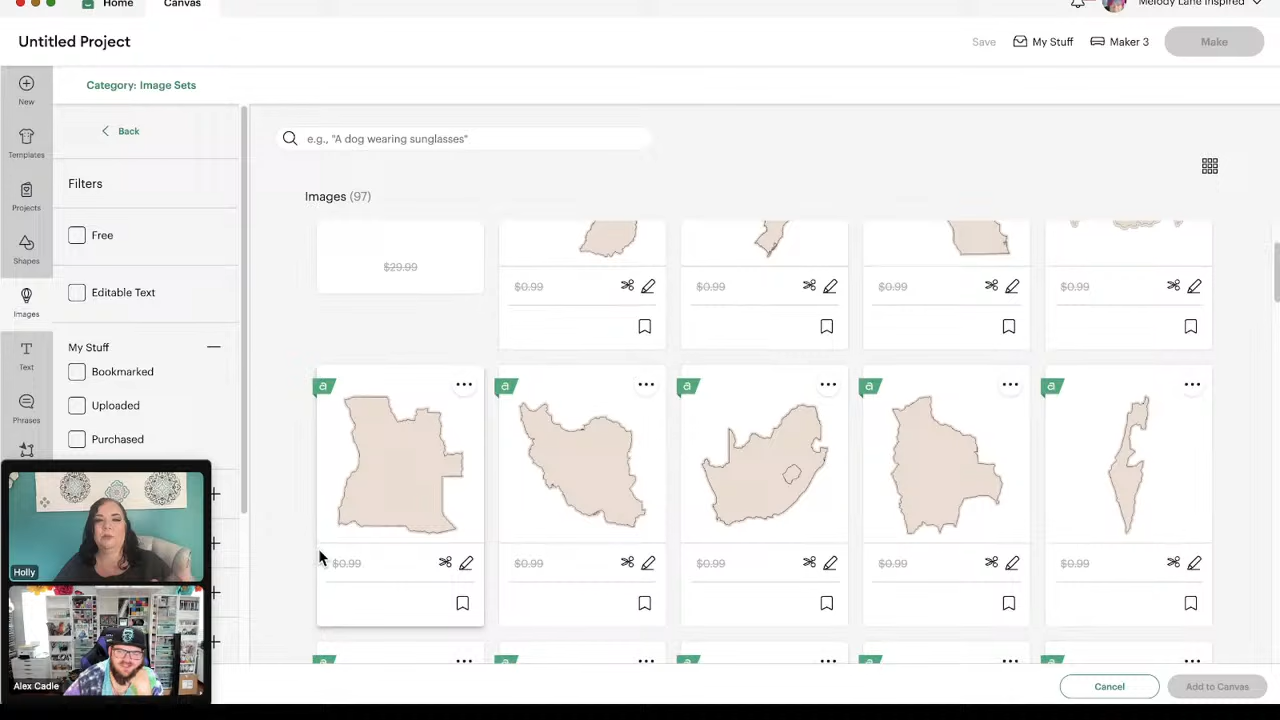 Home
Canvas
Melody Lane Inspired
Untitled Project
Save
My Stuff
Maker 3
Make
Category: Image Sets
New
Templates
Projects
Shapes
Images
Text
Phrases
Back
Filters
Free
Editable Text
My Stuff
Bookmarked
Uploaded
Purchased
e.g., "A dog wearing sunglasses"
Images (97)
$29.99
$0.99
$0.99
$0.99
$0.99
a
a
a
a
a
$0.99
$0.99
$0.99
$0.99
$0.99
Holly
Alex Cadle
Cancel
Add to Canvas